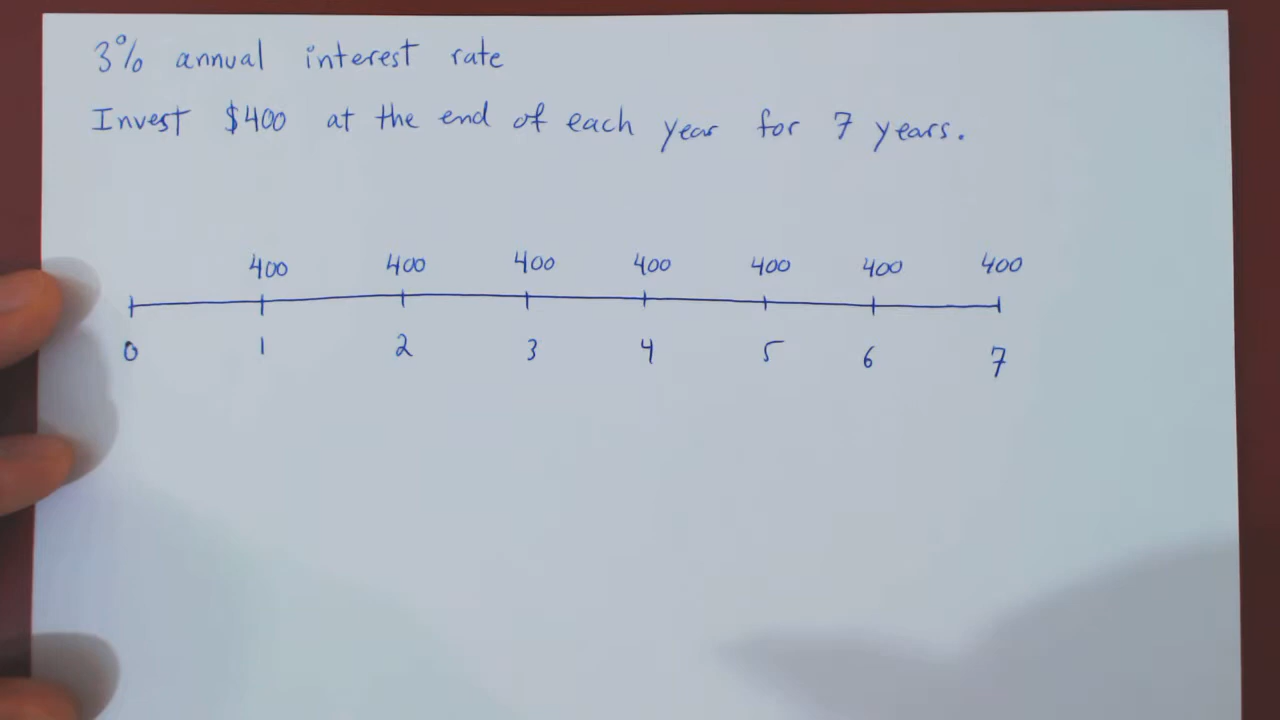 3% annual interest rate
Invest $400 at the end of each year for 7 years.
400 400 400 400 400 400 400
0 1 2 3 4 5 6 7